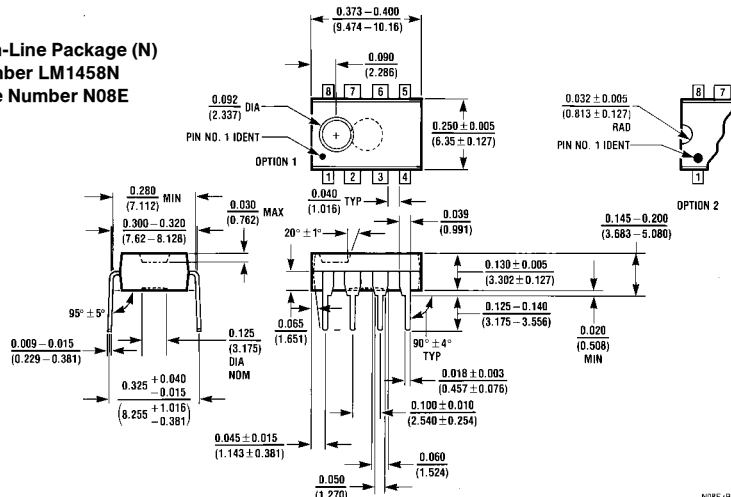 -Line Package (N)
LM1458N
Number N08E
0.373–0.400
(9.474–10.16)
0.090
(2.286)
0.092 DIA
(2.337)
PIN NO. 1 IDENT
OPTION 1
8 7 6 5
1 2 3 4
0.250 ± 0.005
(6.35 ± 0.127)
0.032 ± 0.005
(0.813 ± 0.127)
RAD
PIN NO. 1 IDENT
8 7
1
OPTION 2
0.280 MIN
(7.112)
0.300–0.320
(7.62–8.128)
0.030 MAX
(0.762)
0.040 TYP
(1.016)
0.039
(0.991)
20° ± 1°
0.145–0.200
(3.683–5.080)
0.130 ± 0.005
(3.302 ± 0.127)
0.125–0.140
(3.175–3.556)
0.020
(0.508)
MIN
95° ± 5°
0.009–0.015
(0.229–0.381)
0.125
(3.175)
DIA
NOM
0.065
(1.651)
90° ± 4°
TYP
0.018 ± 0.003
(0.457 ± 0.076)
0.325 +0.040 −0.015
(8.255 +1.016 −0.381)
0.100 ± 0.010
(2.540 ± 0.254)
0.045 ± 0.015
(1.143 ± 0.381)
0.060
(1.524)
0.050
(1.270)